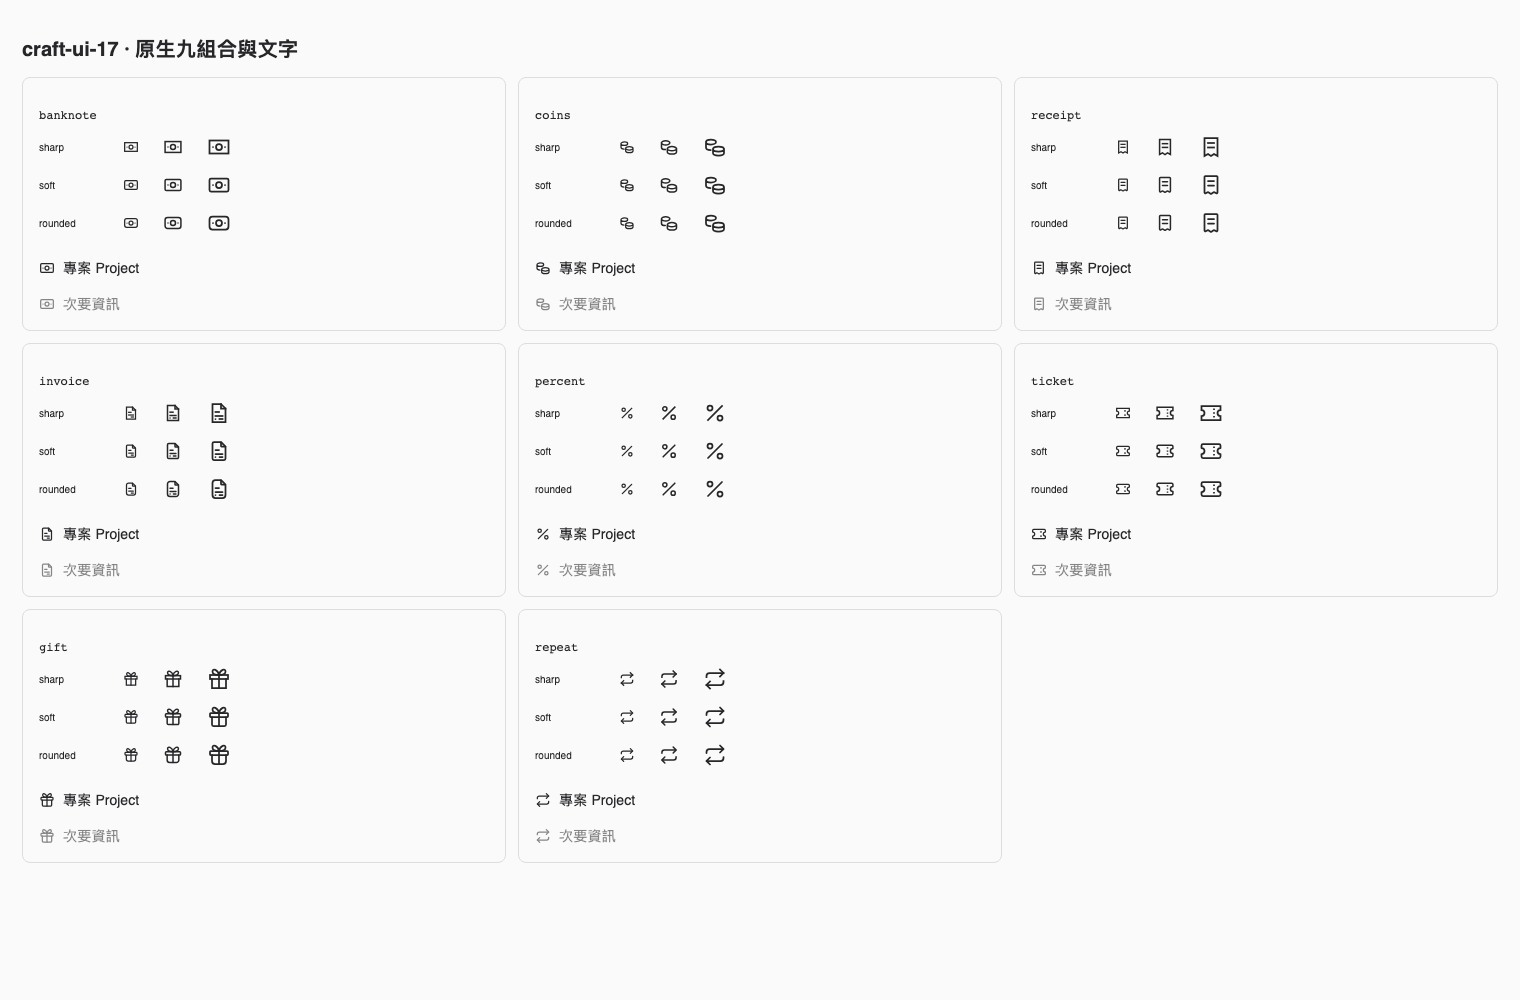 craft-ui-17 · 原生九組合與文字
banknote
sharp
soft
rounded
專案 Project
次要資訊
coins
sharp
soft
rounded
專案 Project
次要資訊
receipt
sharp
soft
rounded
專案 Project
次要資訊
invoice
sharp
soft
rounded
專案 Project
次要資訊
percent
sharp
soft
rounded
專案 Project
次要資訊
ticket
sharp
soft
rounded
專案 Project
次要資訊
gift
sharp
soft
rounded
專案 Project
次要資訊
repeat
sharp
soft
rounded
專案 Project
次要資訊